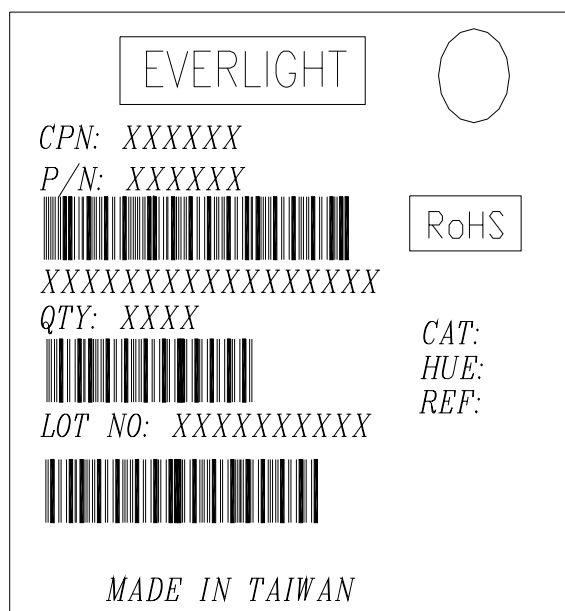 EVERLIGHT
CPN: XXXXXX
P/N: XXXXXX
RoHS
XXXXXXXXXXXXXXXXX
QTY: XXXX
CAT:
HUE:
REF:
LOT NO: XXXXXXXXXX
MADE IN TAIWAN